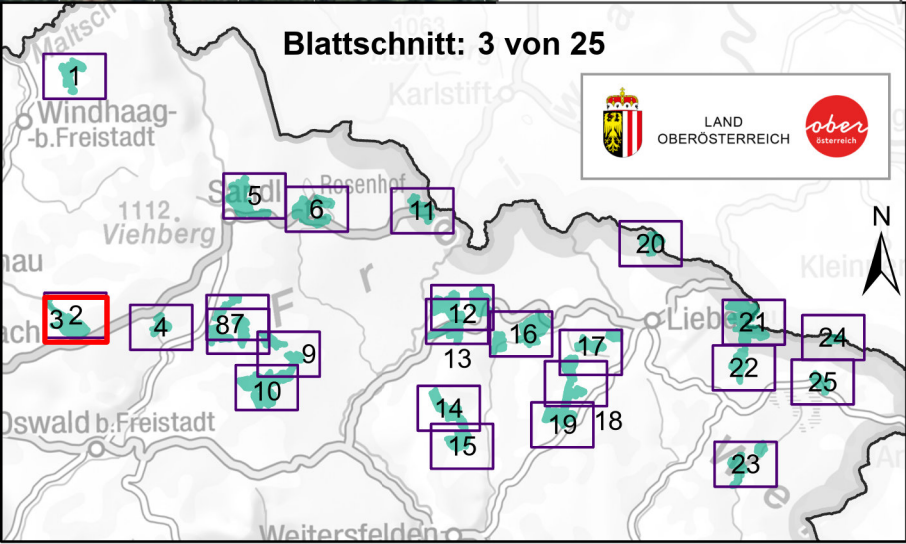 Blattschnitt: 3 von 25
Maltsch
1063
Karlstift
LAND
OBERÖSTERREICH
ober
österreich
1
Windhaag-
-b.Freistadt
Sandl
5
Rosenhof
6
11
1112
Viehberg
N
20
nau
Klein
F
r
e
i
3 2
4
8 7
12
16
Liebenau
21
24
ach
9
13
17
22
25
10
14
18
19
Oswald b.Freistadt
15
23
Weitersfelden